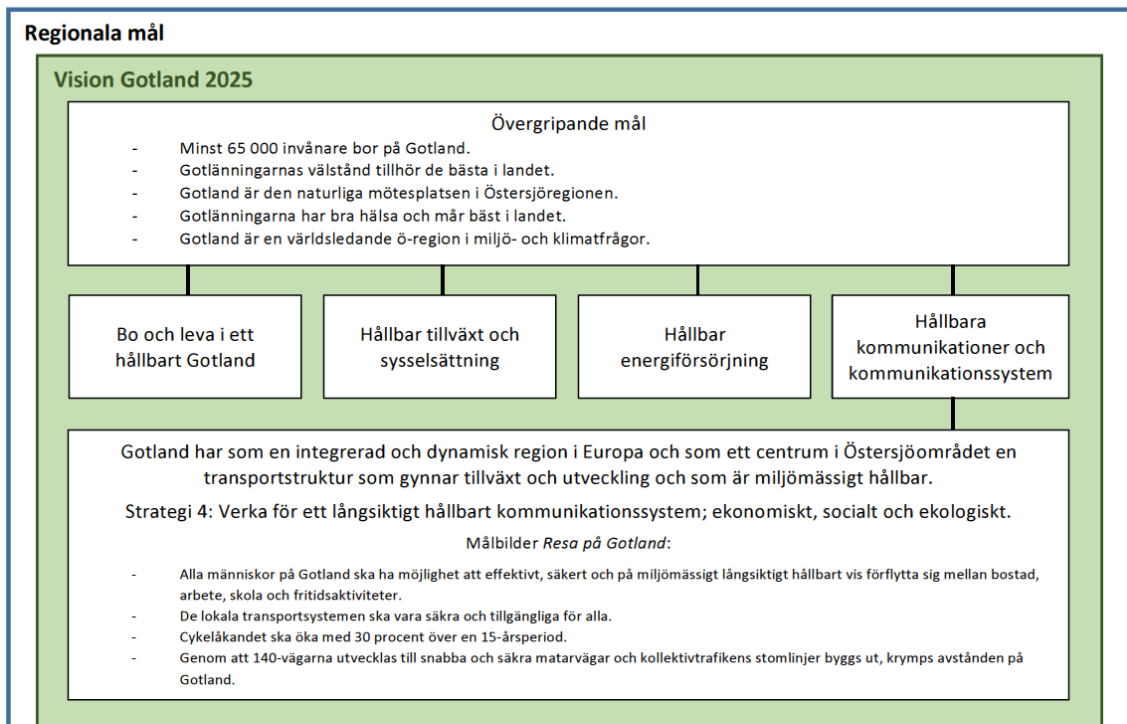 Regionala mål
Vision Gotland 2025
Övergripande mål
- Minst 65 000 invånare bor på Gotland.
- Gotlänningarnas välstånd tillhör de bästa i landet.
- Gotland är den naturliga mötesplatsen i Östersjöregionen.
- Gotlänningarna har bra hälsa och mår bäst i landet.
- Gotland är en världsledande ö-region i miljö- och klimatfrågor.
Bo och leva i ett
hållbart Gotland
Hållbar tillväxt och
sysselsättning
Hållbar
energiförsörjning
Hållbara
kommunikationer och
kommunikationssystem
Gotland har som en integrerad och dynamisk region i Europa och som ett centrum i Östersjöområdet en
transportstruktur som gynnar tillväxt och utveckling och som är miljömässigt hållbar.
Strategi 4: Verka för ett långsiktigt hållbart kommunikationssystem; ekonomiskt, socialt och ekologiskt.
Målbilder Resa på Gotland:
- Alla människor på Gotland ska ha möjlighet att effektivt, säkert och på miljömässigt långsiktigt hållbart vis förflytta sig mellan bostad,
arbete, skola och fritidsaktiviteter.
- De lokala transportsystemen ska vara säkra och tillgängliga för alla.
- Cykelåkandet ska öka med 30 procent över en 15-årsperiod.
- Genom att 140-vägarna utvecklas till snabba och säkra matarvägar och kollektivtrafikens stomlinjer byggs ut, krymps avstånden på
Gotland.